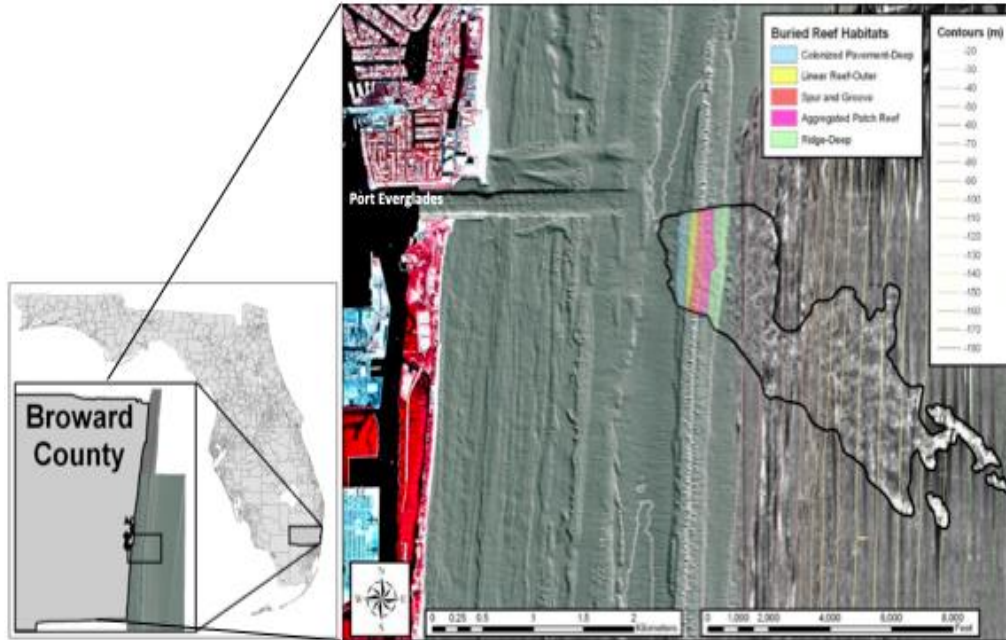 Buried Reef Habitats
Colonized Pavement-Deep
Linear Reef-Outer
Spur and Groove
Aggregated Patch Reef
Ridge-Deep
Contours (m)
-20
-30
-40
-50
-60
-70
-80
-90
-100
-110
-120
-130
-140
-150
-160
-170
-180
Port Everglades
Broward
County
N
W E
S
0 0.25 0.5 1 1.5 2
Kilometers
0 1,000 2,000 4,000 6,000 8,000
Feet